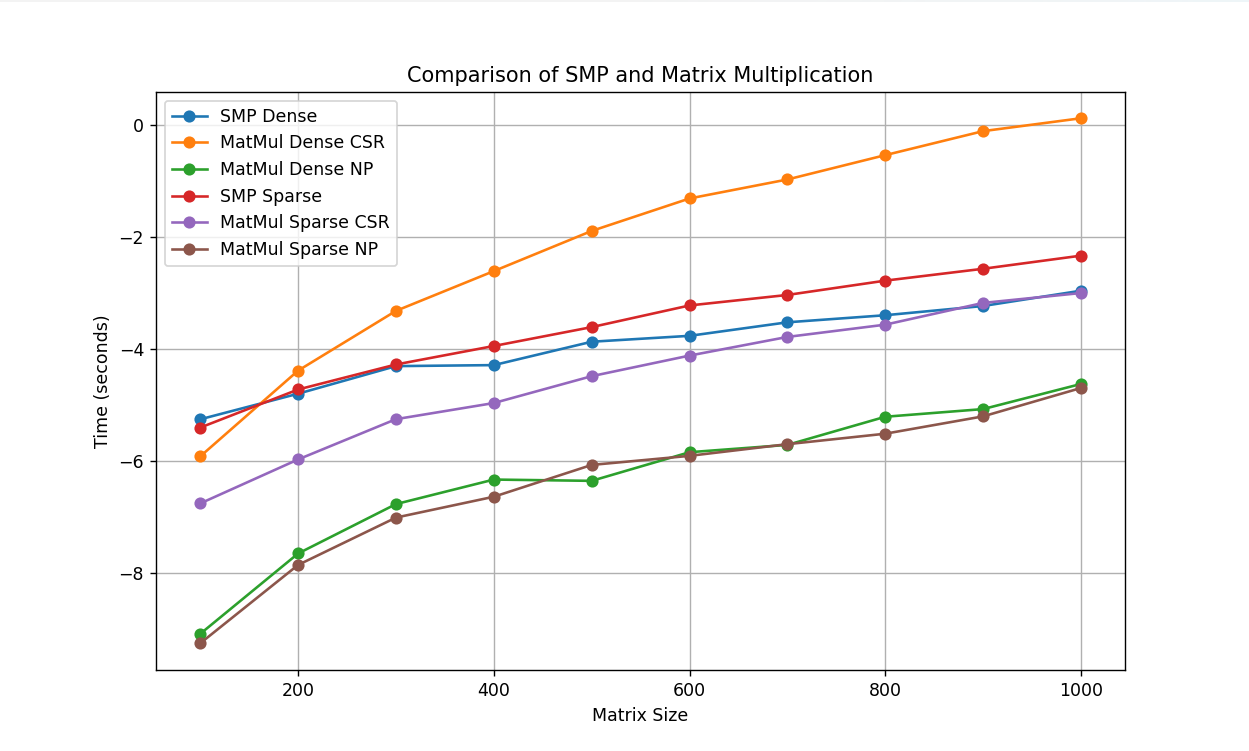 Comparison of SMP and Matrix Multiplication
SMP Dense
MatMul Dense CSR
MatMul Dense NP
SMP Sparse
MatMul Sparse CSR
MatMul Sparse NP
0
−2
−4
−6
−8
Time (seconds)
200
400
600
800
1000
Matrix Size